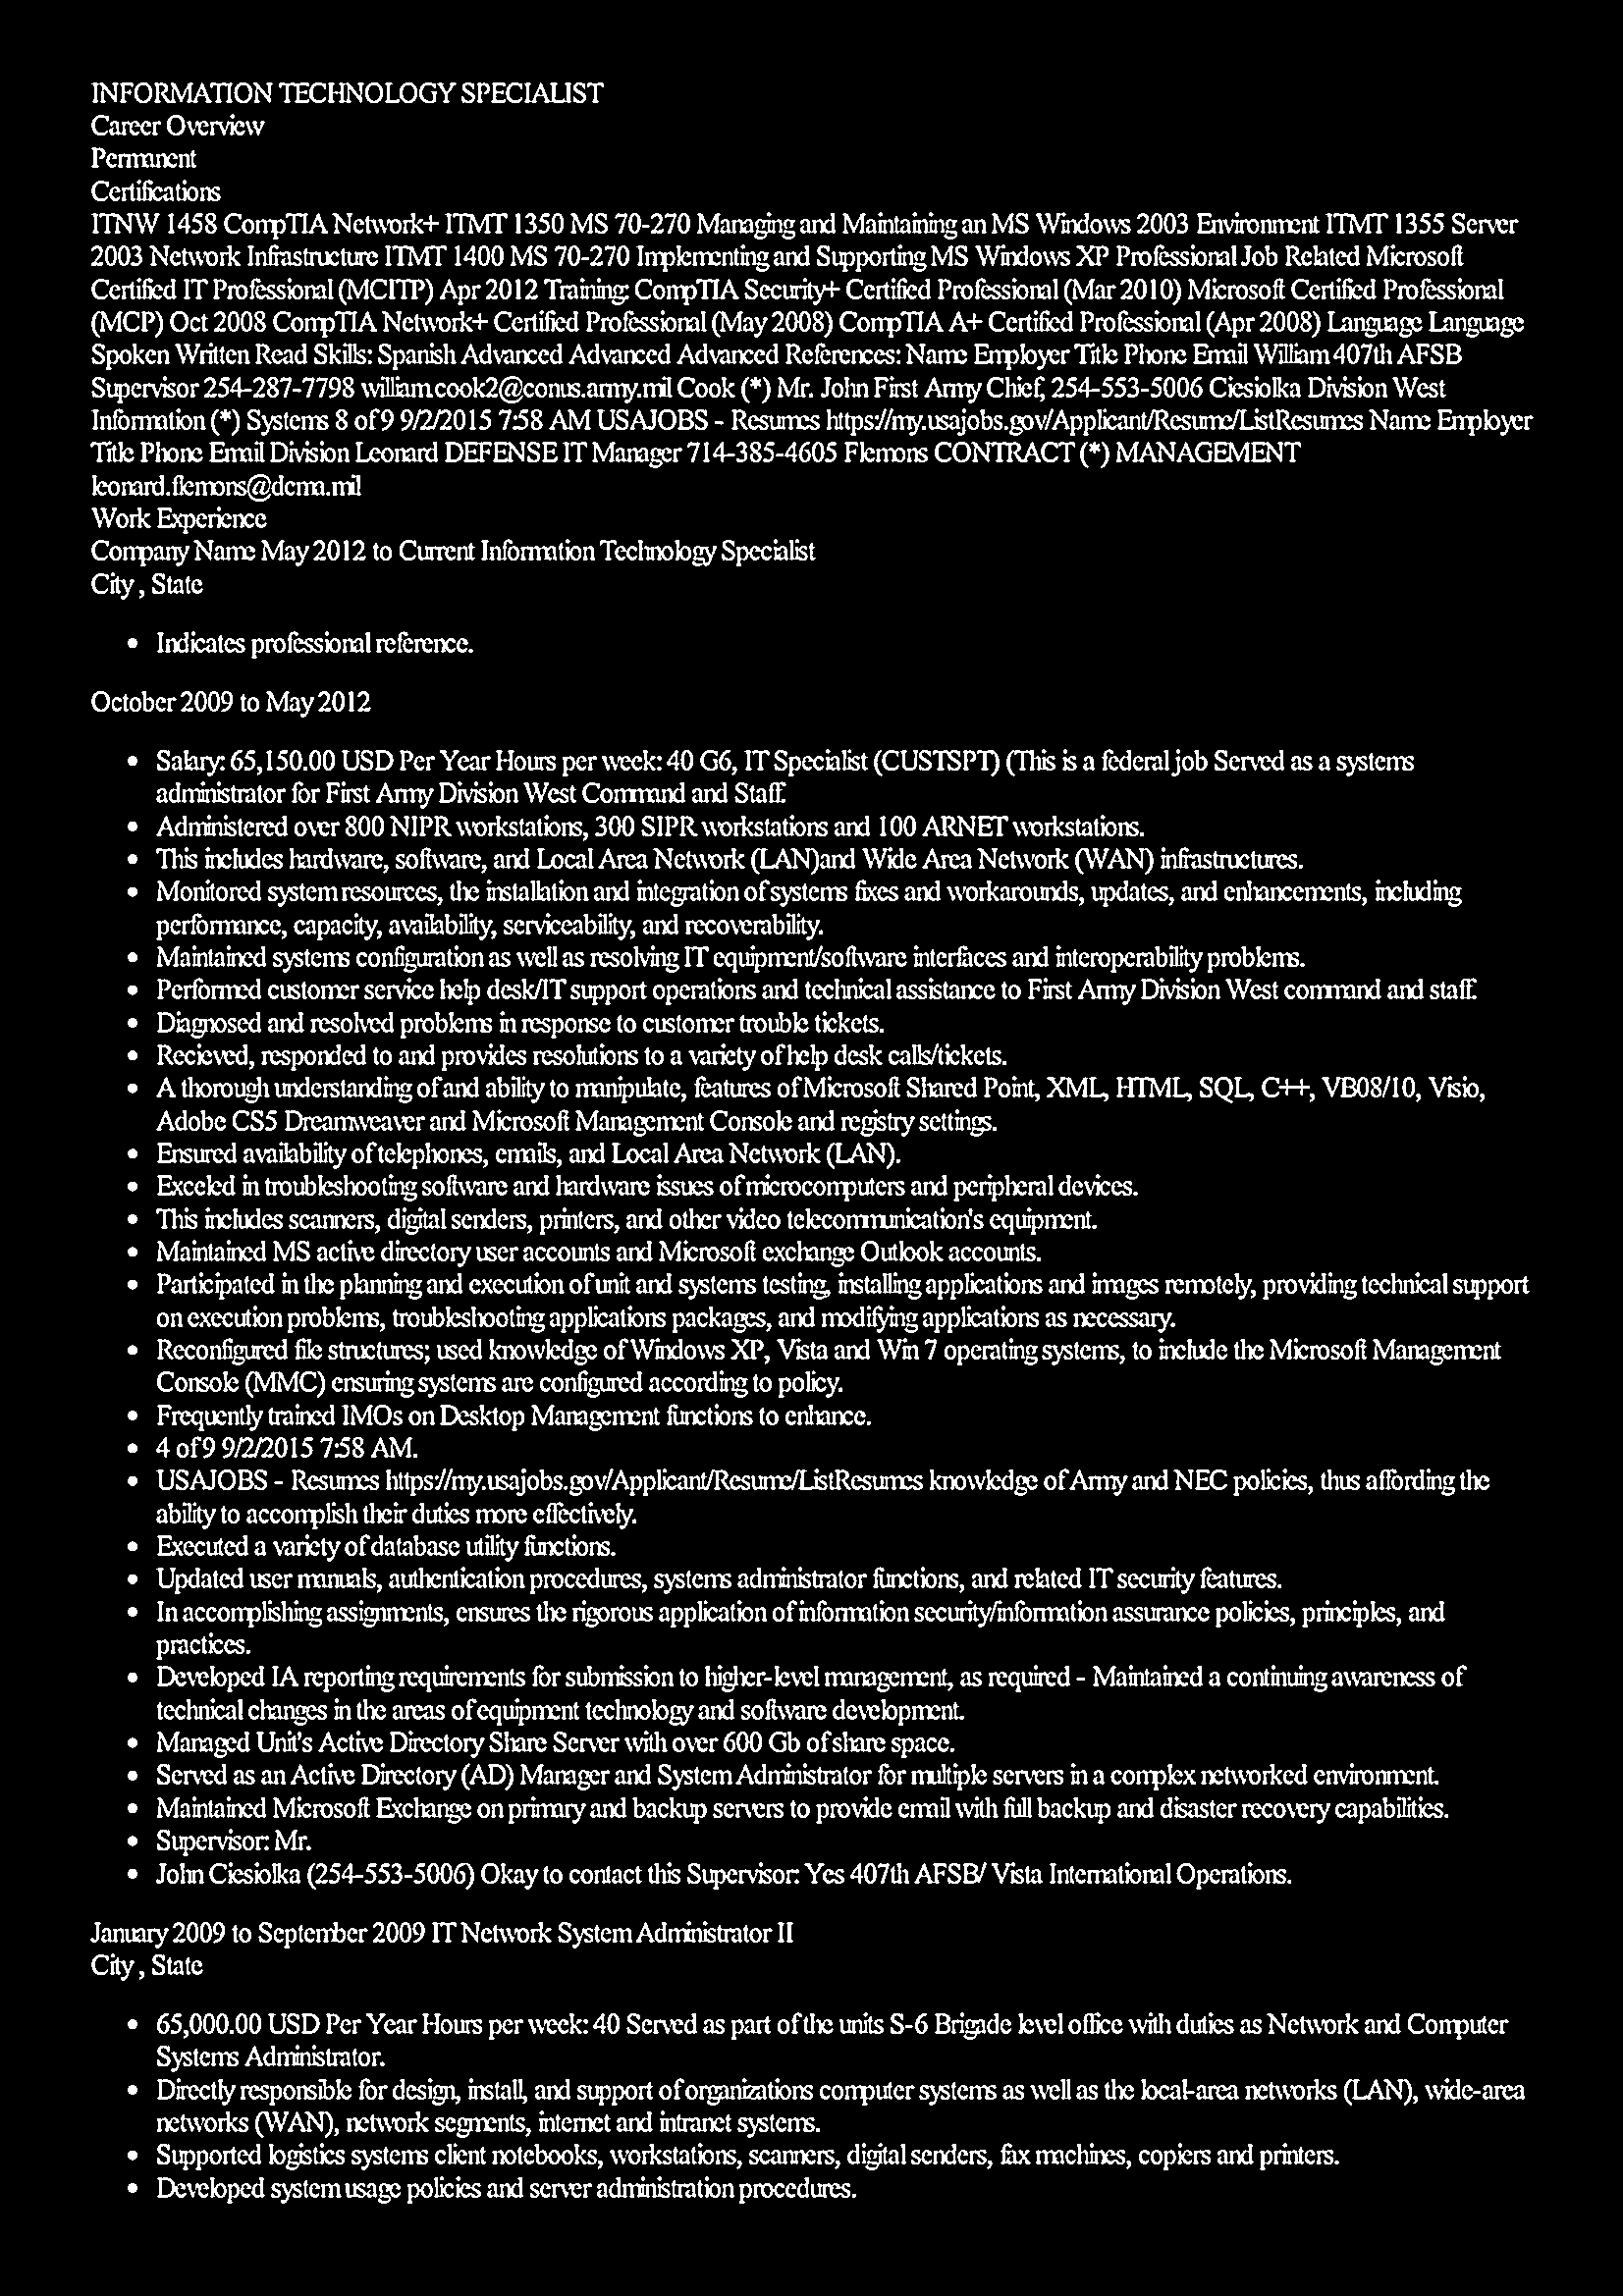 INFORMATION TECHNOLOGY SPECIALIST
Career Overview
Permanent
Certifications
ITNW 1458 CompTIA Network+ ITMT 1350 MS 70-270 Managing and Maintaining an MS Windows 2003 Environment ITMT 1355 Server
2003 Network Infrastructure ITMT 1400 MS 70-270 Implementing and Supporting MS Windows XP Professional Job Related Microsoft
Certified IT Professional (MCITP) Apr 2012 Training: CompTIA Security+ Certified Professional (Mar 2010) Microsoft Certified Professional
(MCP) Oct 2008 CompTIA Network+ Certified Professional (May 2008) CompTIA A+ Certified Professional (Apr 2008) Language Language
Spoken Written Read Skills: Spanish Advanced Advanced Advanced References: Name Employer Title Phone Email William 407th AFSB
Supervisor 254-287-7798 william.cook2@conus.army.mil Cook (*) Mr. John First Army Chief, 254-553-5006 Ciesiolka Division West
Information (*) Systems 8 of 9 9/2/2015 7:58 AM USAJOBS - Resumes https://my.usajobs.gov/Applicant/Resume/ListResumes Name Employer
Title Phone Email Division Leonard DEFENSE IT Manager 714-385-4605 Flemons CONTRACT (*) MANAGEMENT
leonard.flemons@dcma.mil
Work Experience
Company Name May 2012 to Current Information Technology Specialist
City , State
• Indicates professional reference.
October 2009 to May 2012
• Salary: 65,150.00 USD Per Year Hours per week: 40 G6, IT Specialist (CUSTSPT) (This is a federal job Served as a systems
administrator for First Army Division West Command and Staff.
• Administered over 800 NIPR workstations, 300 SIPR workstations and 100 ARNET workstations.
• This includes hardware, software, and Local Area Network (LAN)and Wide Area Network (WAN) infrastructures.
• Monitored system resources, the installation and integration of systems fixes and workarounds, updates, and enhancements, including
performance, capacity, availability, serviceability, and recoverability.
• Maintained systems configuration as well as resolving IT equipment/software interfaces and interoperability problems.
• Performed customer service help desk/IT support operations and technical assistance to First Army Division West command and staff.
• Diagnosed and resolved problems in response to customer trouble tickets.
• Recieved, responded to and provides resolutions to a variety of help desk calls/tickets.
• A thorough understanding of and ability to manipulate, features of Microsoft Shared Point, XML, HTML, SQL, C++, VB08/10, Visio,
Adobe CS5 Dreamweaver and Microsoft Management Console and registry settings.
• Ensured availability of telephones, emails, and Local Area Network (LAN).
• Exceled in troubleshooting software and hardware issues of microcomputers and peripheral devices.
• This includes scanners, digital senders, printers, and other video telecommunication's equipment.
• Maintained MS active directory user accounts and Microsoft exchange Outlook accounts.
• Participated in the planning and execution of unit and systems testing, installing applications and images remotely, providing technical support
on execution problems, troubleshooting applications packages, and modifying applications as necessary.
• Reconfigured file structures; used knowledge of Windows XP, Vista and Win 7 operating systems, to include the Microsoft Management
Console (MMC) ensuring systems are configured according to policy.
• Frequently trained IMOs on Desktop Management functions to enhance.
• 4 of 9 9/2/2015 7:58 AM.
• USAJOBS - Resumes https://my.usajobs.gov/Applicant/Resume/ListResumes knowledge of Army and NEC policies, thus affording the
ability to accomplish their duties more effectively.
• Executed a variety of database utility functions.
• Updated user manuals, authentication procedures, systems administrator functions, and related IT security features.
• In accomplishing assignments, ensures the rigorous application of information security/information assurance policies, principles, and
practices.
• Developed IA reporting requirements for submission to higher-level management, as required - Maintained a continuing awareness of
technical changes in the areas of equipment technology and software development.
• Managed Unit's Active Directory Share Server with over 600 Gb of share space.
• Served as an Active Directory (AD) Manager and System Administrator for multiple servers in a complex networked environment.
• Maintained Microsoft Exchange on primary and backup servers to provide email with full backup and disaster recovery capabilities.
• Supervisor: Mr.
• John Ciesiolka (254-553-5006) Okay to contact this Supervisor: Yes 407th AFSB/ Vista International Operations.
January 2009 to September 2009 IT Network System Administrator II
City , State
• 65,000.00 USD Per Year Hours per week: 40 Served as part of the units S-6 Brigade level office with duties as Network and Computer
Systems Administrator.
• Directly responsible for design, install, and support of organizations computer systems as well as the local-area networks (LAN), wide-area
networks (WAN), network segments, internet and intranet systems.
• Supported logistics systems client notebooks, workstations, scanners, digital senders, fax machines, copiers and printers.
• Developed system usage policies and server administration procedures.